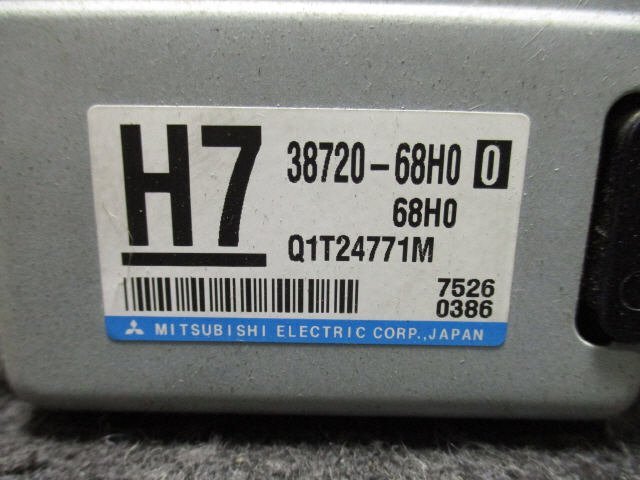 H7
38720-68H0 0
68H0
Q1T24771M
7526
0386
MITSUBISHI ELECTRIC CORP.,JAPAN